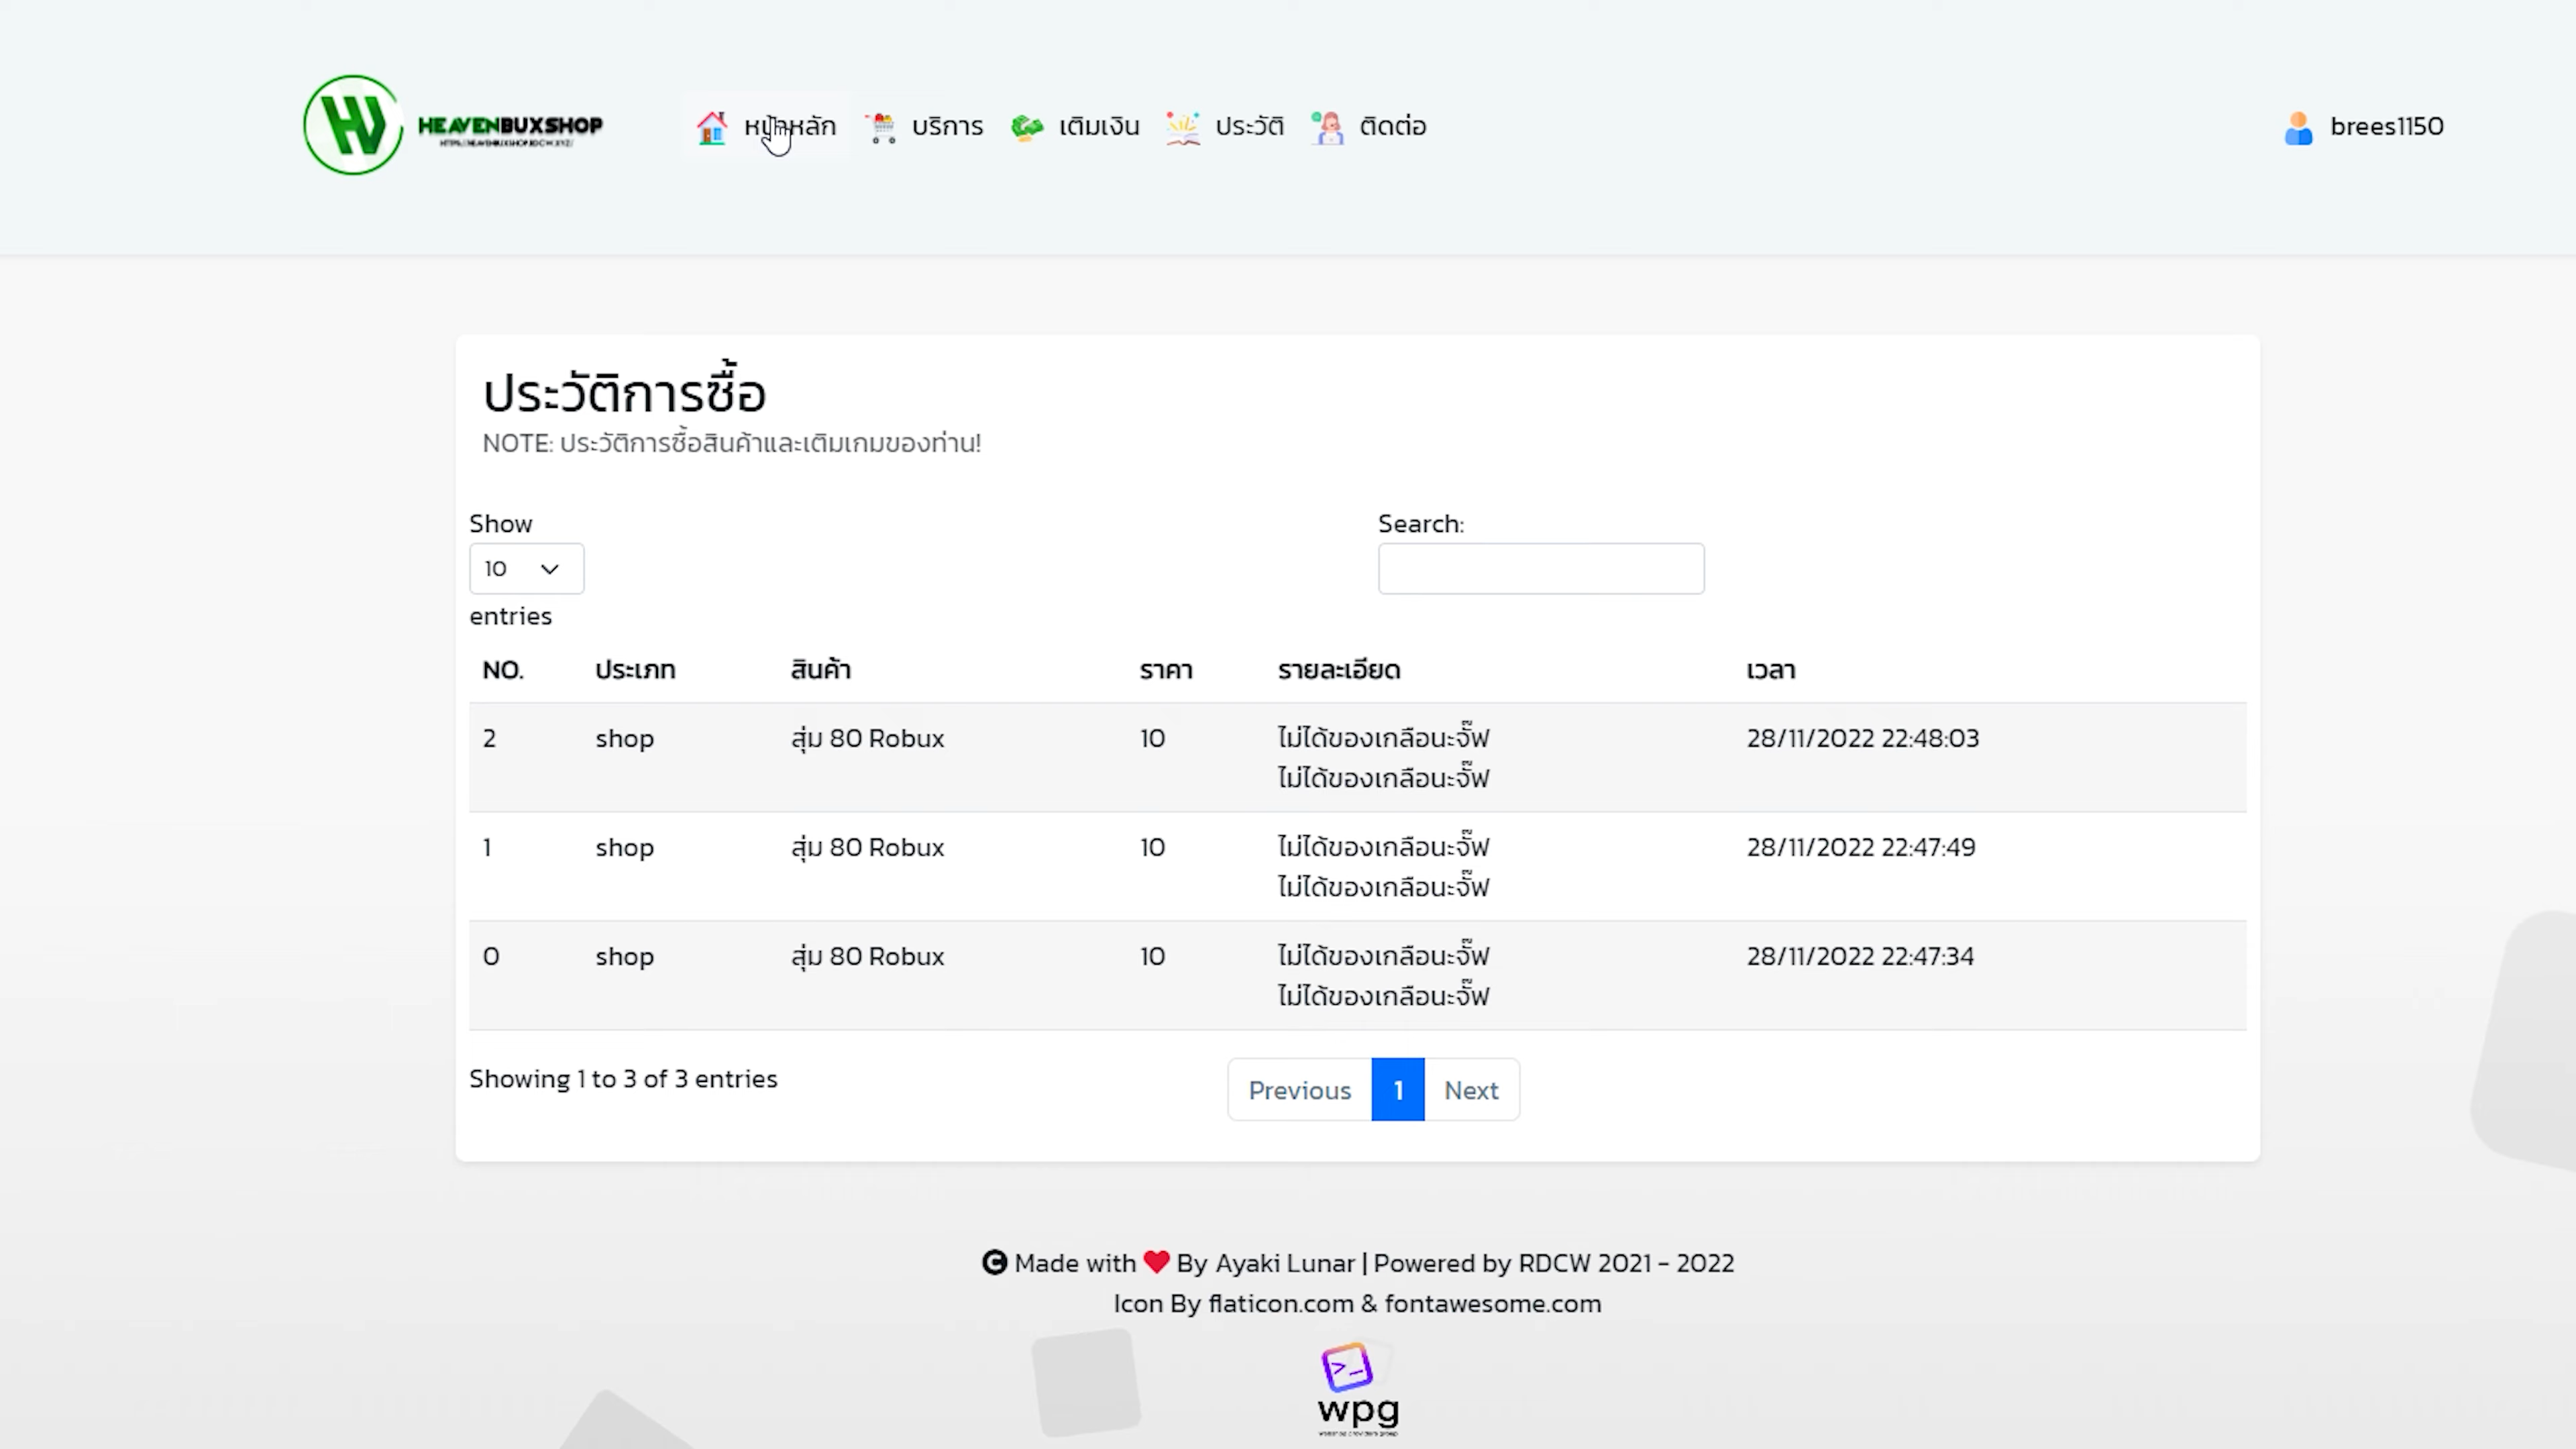 HEAVENBUXSHOP
หน้าหลัก
บริการ
เติมเงิน
ประวัติ
ติดต่อ
brees1150
ประวัติการซื้อ
NOTE: ประวัติการซื้อสินค้าและเติมเกมของท่าน!
Show
10
entries
Search:
NO. ประเภท สินค้า ราคา รายละเอียด เวลา
2 shop สุ่ม 80 Robux 10 ไม่ได้ของเกลือนะจั๊ฟ 28/11/2022 22:48:03
ไม่ได้ของเกลือนะจั๊ฟ
1 shop สุ่ม 80 Robux 10 ไม่ได้ของเกลือนะจั๊ฟ 28/11/2022 22:47:49
ไม่ได้ของเกลือนะจั๊ฟ
0 shop สุ่ม 80 Robux 10 ไม่ได้ของเกลือนะจั๊ฟ 28/11/2022 22:47:34
ไม่ได้ของเกลือนะจั๊ฟ
Showing 1 to 3 of 3 entries
Previous 1 Next
Made with By Ayaki Lunar | Powered by RDCW 2021 - 2022
Icon By flaticon.com & fontawesome.com
wpg